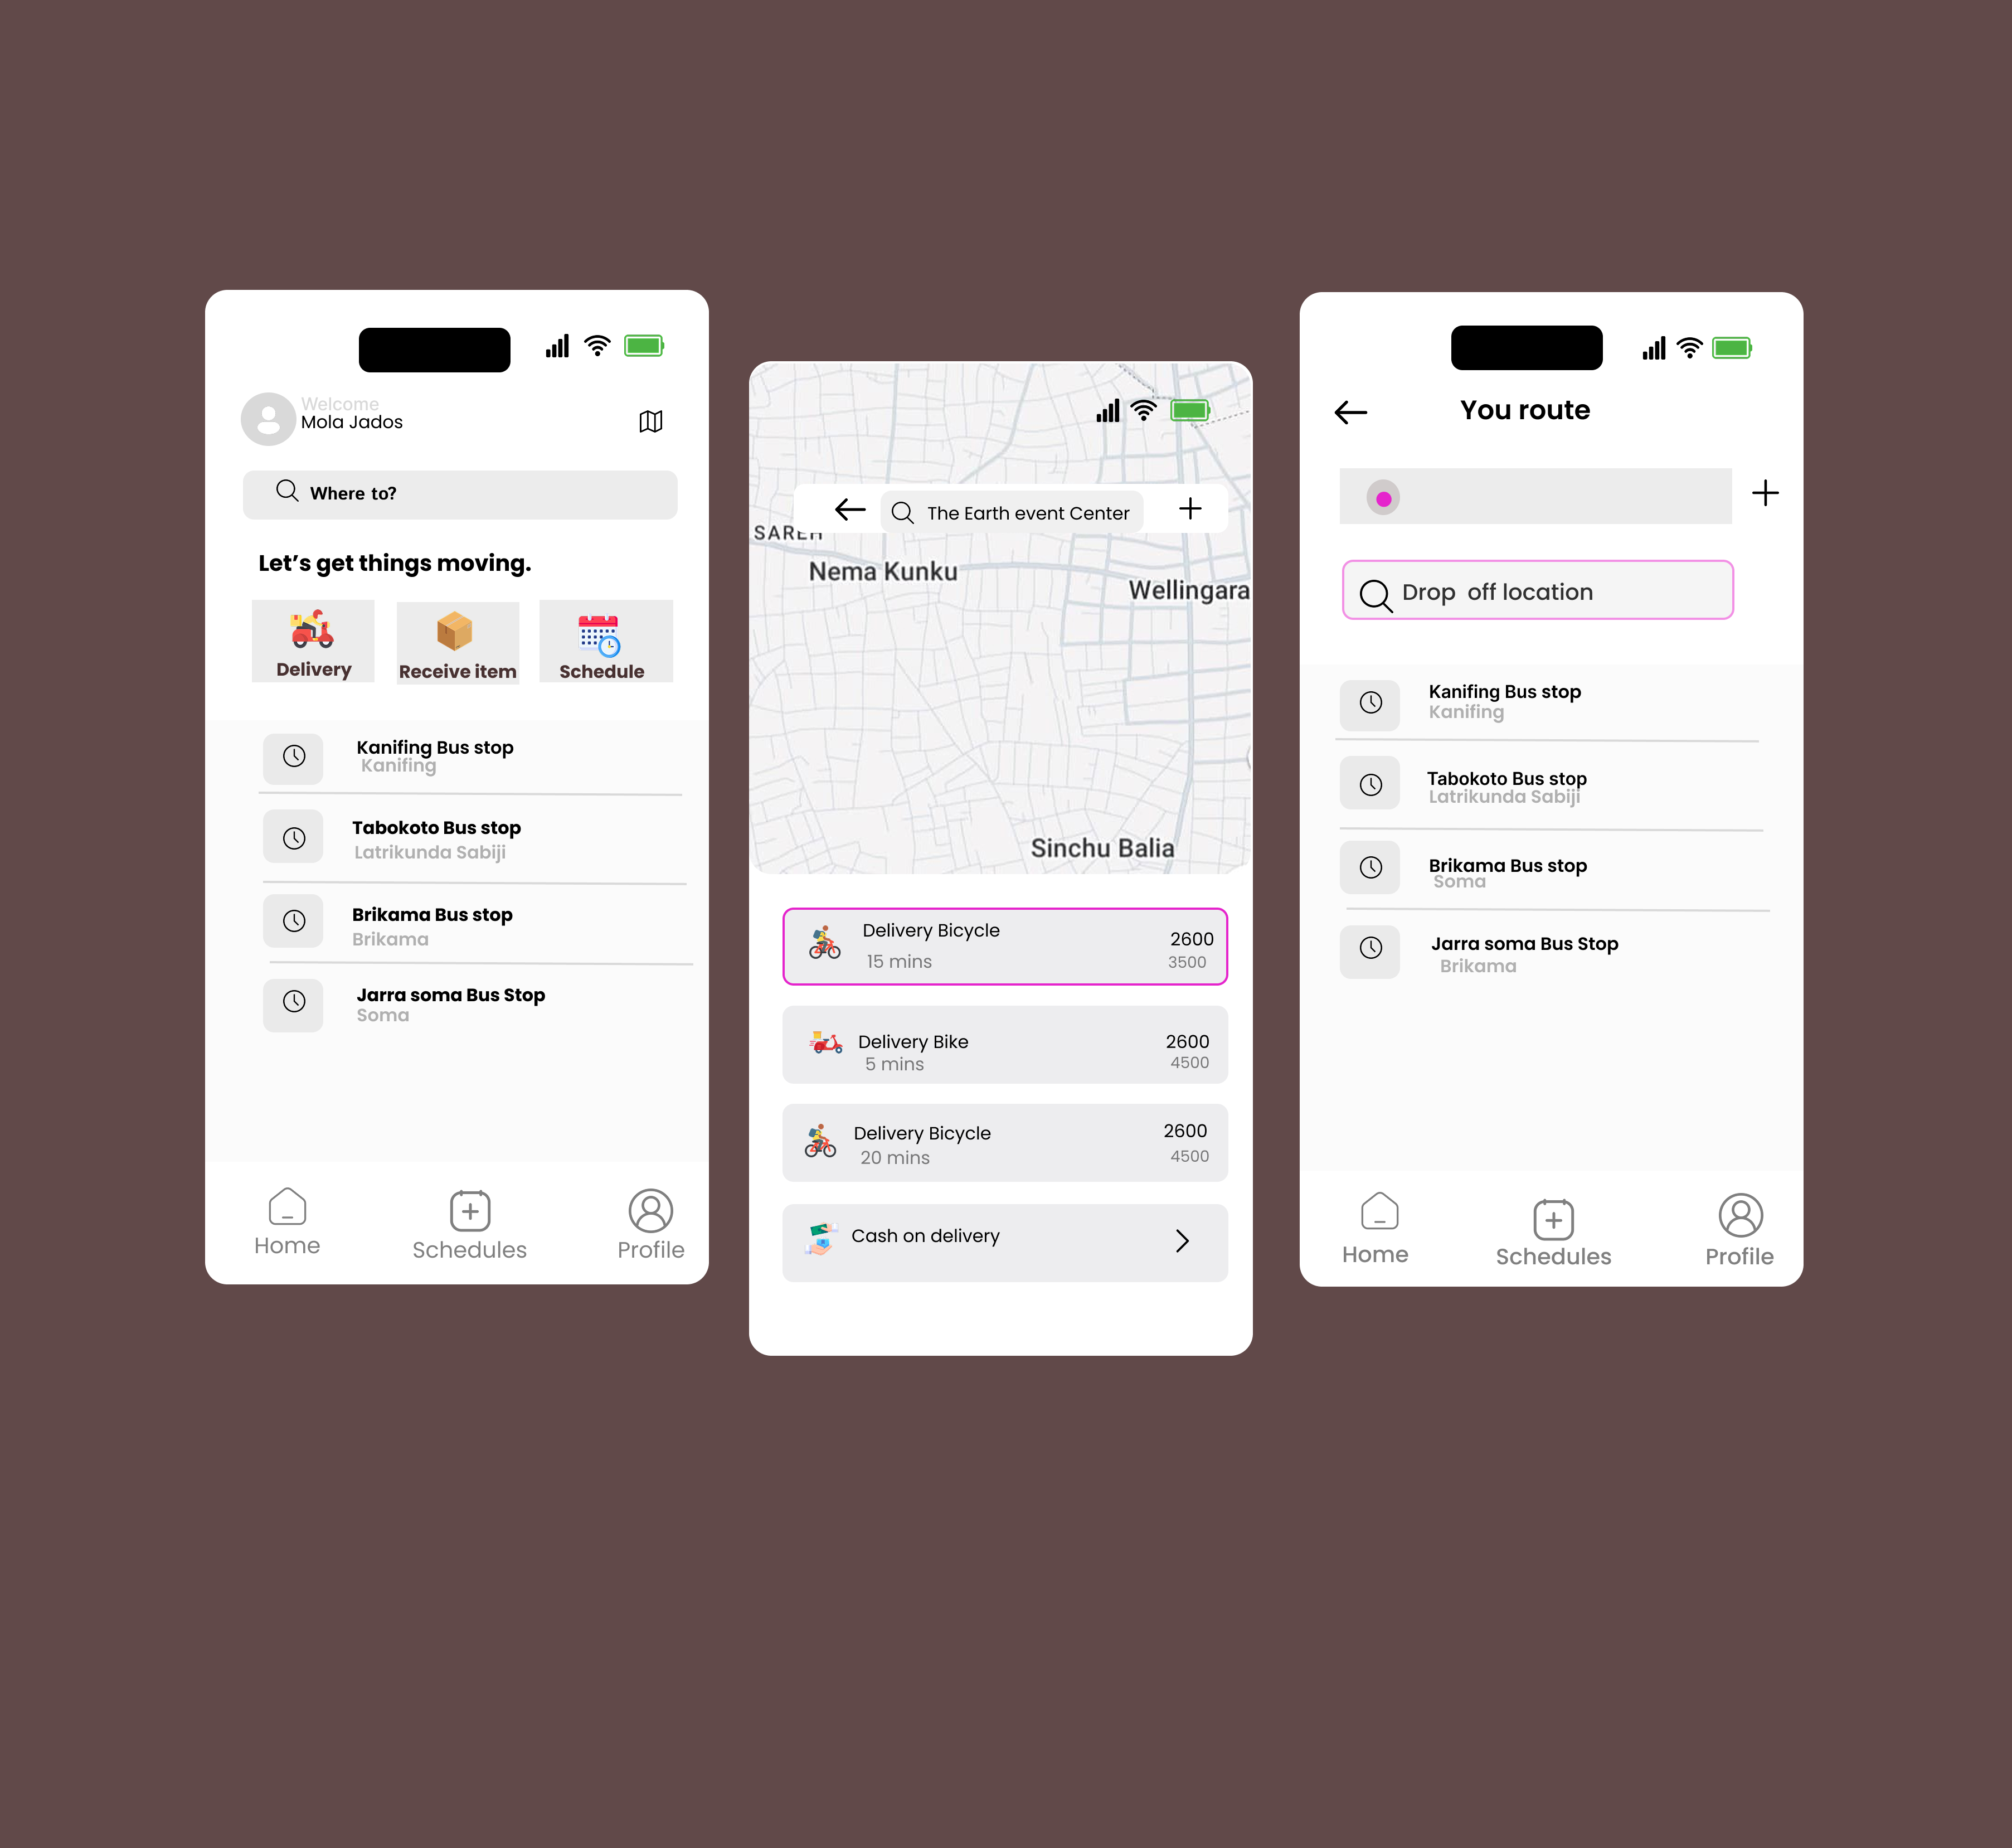 Welcome
Mola Jados
Where to?
Let's get things moving.
Delivery
Receive item
Schedule
Kanifing Bus stop
Kanifing
Tabokoto Bus stop
Latrikunda Sabiji
Brikama Bus stop
Brikama
Jarra soma Bus Stop
Soma
Home
Schedules
Profile
The Earth event Center
SAREH
Nema Kunku
Wellingara
Sinchu Balia
Delivery Bicycle
2600
15 mins
3500
Delivery Bike
2600
5 mins
4500
Delivery Bicycle
2600
20 mins
4500
Cash on delivery
You route
Drop off location
Kanifing Bus stop
Kanifing
Tabokoto Bus stop
Latrikunda Sabiji
Brikama Bus stop
Soma
Jarra soma Bus Stop
Brikama
Home
Schedules
Profile